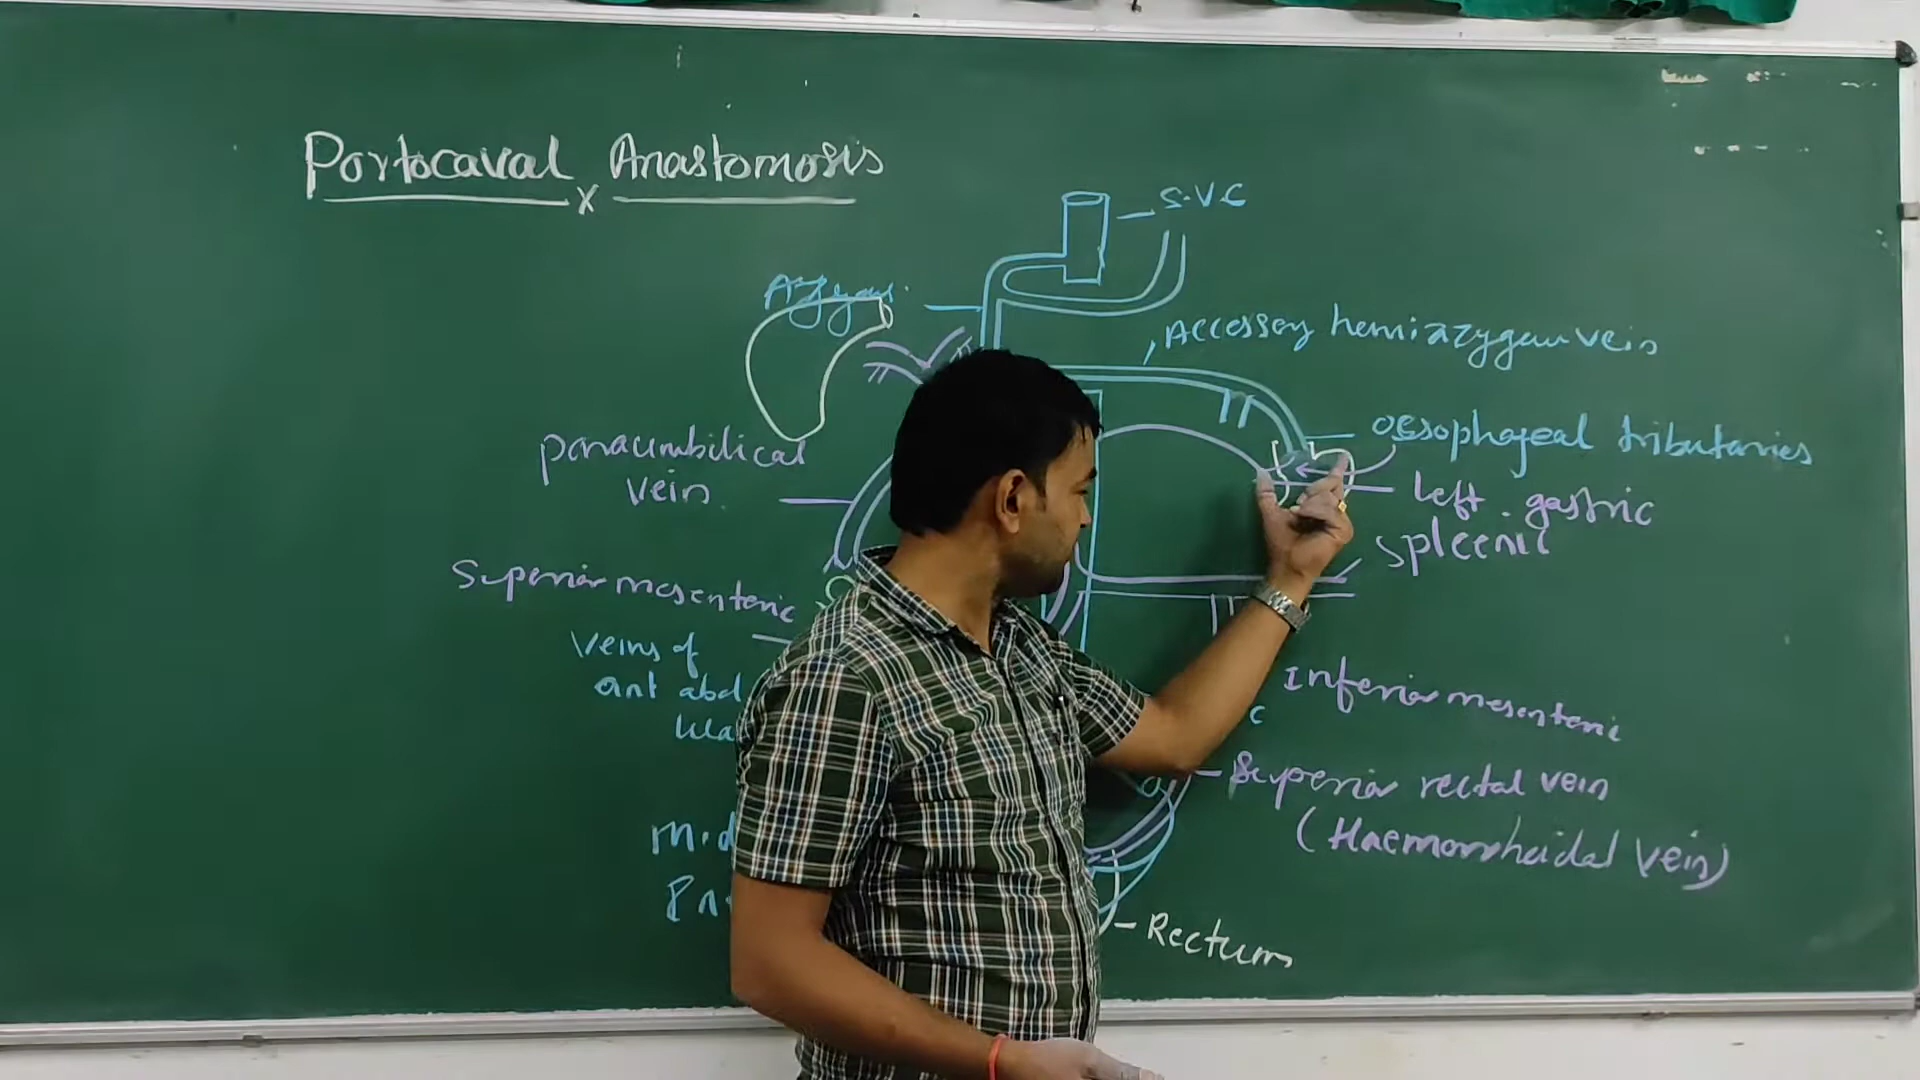 Portocaval Anastomosis
x
S.V.C
Azygous.
Accessory hemiazygous vein
oesophageal tributaries
left. gastric
spleenic
paraumbilical
vein.
Superior mesenteric
Veins of
ant abd
Inferior mesenteric
c
Superior rectal vein
(Haemorrhoidal vein)
Rectum